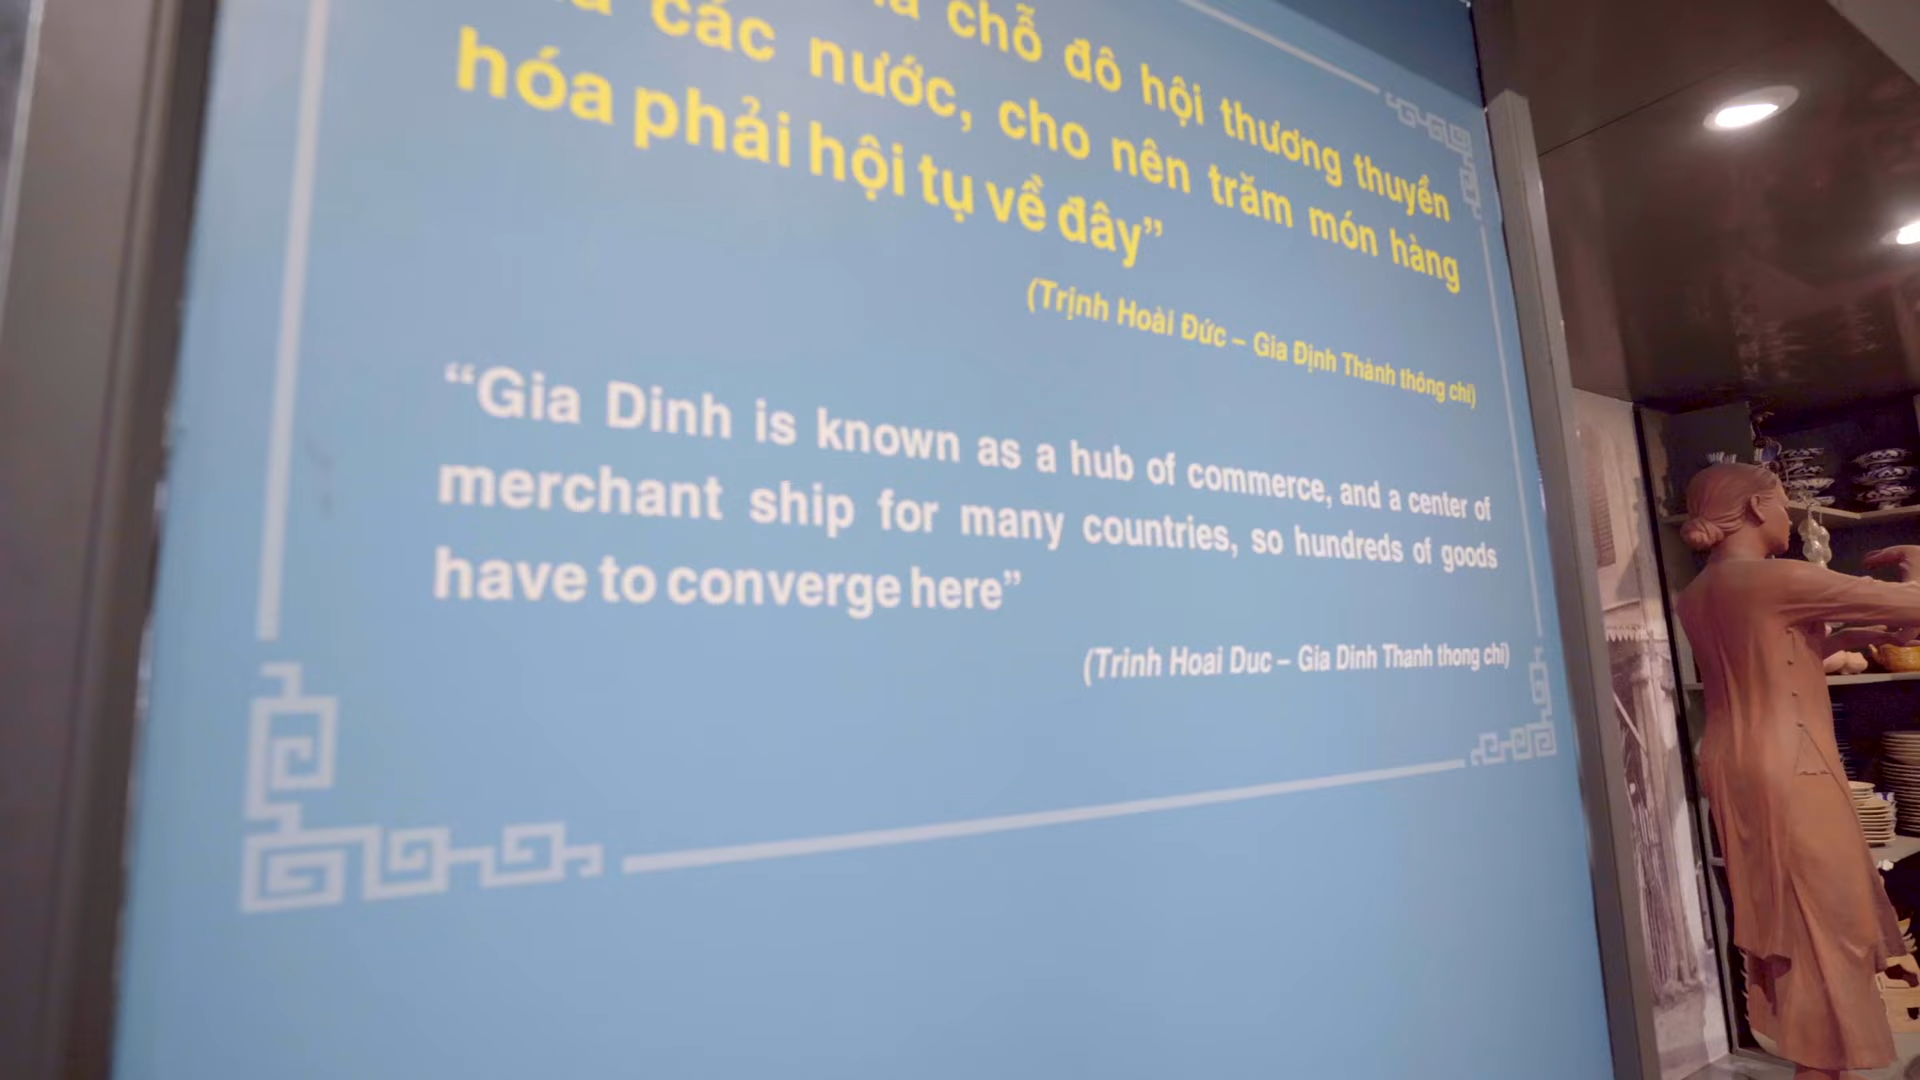 chỗ đô hội thương thuyền
các nước, cho nên trăm món hàng
hóa phải hội tụ về đây”
(Trịnh Hoài Đức – Gia Định Thành thông chí)
“Gia Dinh is known as a hub of commerce, and a center of
merchant ship for many countries, so hundreds of goods
have to converge here”
(Trinh Hoai Duc – Gia Dinh Thanh thong chi)